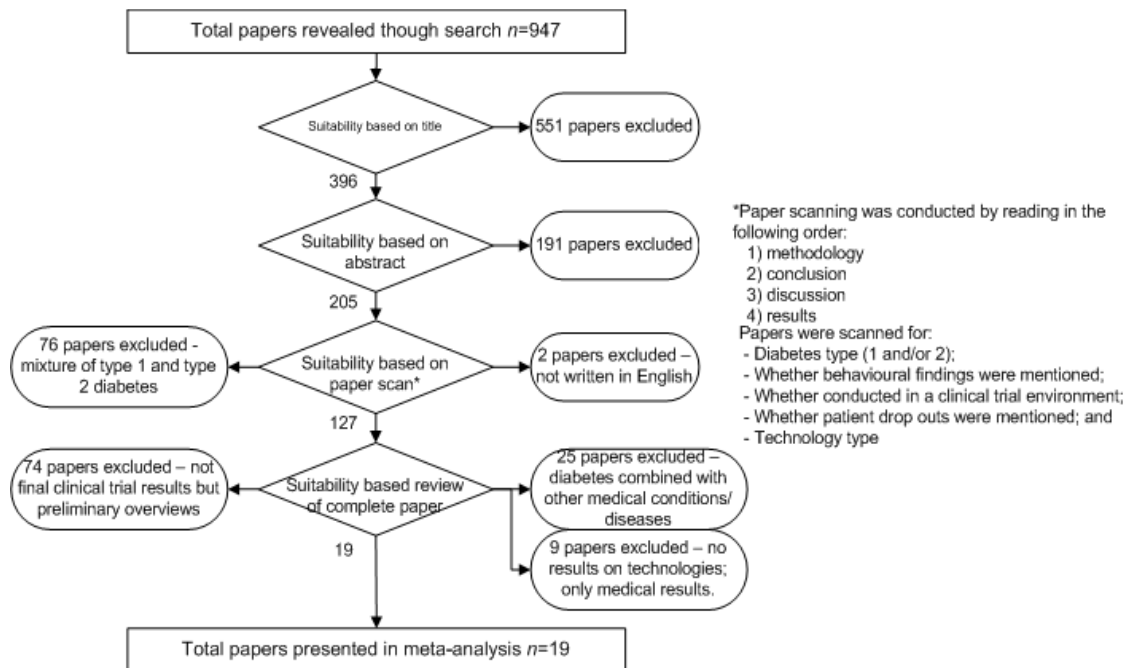 Total papers revealed though search n=947
Suitability based on title
551 papers excluded
396
Suitability based on
abstract
191 papers excluded
205
76 papers excluded -
mixture of type 1 and type
2 diabetes
Suitability based on
paper scan*
2 papers excluded –
not written in English
127
74 papers excluded – not
final clinical trial results but
preliminary overviews
Suitability based review
of complete paper
25 papers excluded –
diabetes combined with
other medical conditions/
diseases
19
9 papers excluded – no
results on technologies;
only medical results.
Total papers presented in meta-analysis n=19
*Paper scanning was conducted by reading in the
following order:
1) methodology
2) conclusion
3) discussion
4) results
Papers were scanned for:
- Diabetes type (1 and/or 2);
- Whether behavioural findings were mentioned;
- Whether conducted in a clinical trial environment;
- Whether patient drop outs were mentioned; and
- Technology type